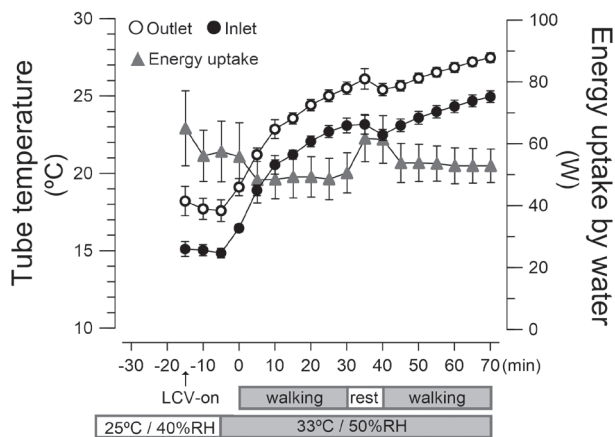 30
25
20
15
10
Tube temperature
(ºC)
Outlet Inlet
Energy uptake
100
80
60
40
20
0
Energy uptake by water
(W)
-30 -20 -10 0 10 20 30 40 50 60 70 (min)
LCV-on
walking rest walking
25ºC / 40%RH 33ºC / 50%RH